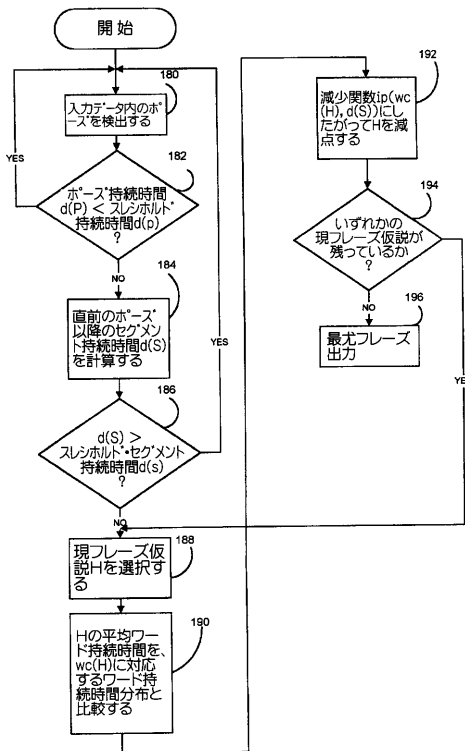 開始
180
入力データ内のポ
ーズを検出する
YES
182
ポーズ持続時間
d(P) < スレシホルド
持続時間d(p)
?
NO
184
直前のポーズ
以降のセグメン
ト持続時間d(S)
を計算する
YES
186
d(S) >
スレシホルド・セグメント
持続時間d(s)
?
NO
188
現フレーズ仮
説Hを選択す
る
190
Hの平均ワー
ド持続時間を、
wc(H)に対応
するワード持
続時間分布と
比較する
192
減少関数ip(wc
(H), d(S))にし
たがってHを減
点する
194
いずれかの
現フレーズ仮説が
残っているか
?
NO
YE
196
最尤フレーズ
出力